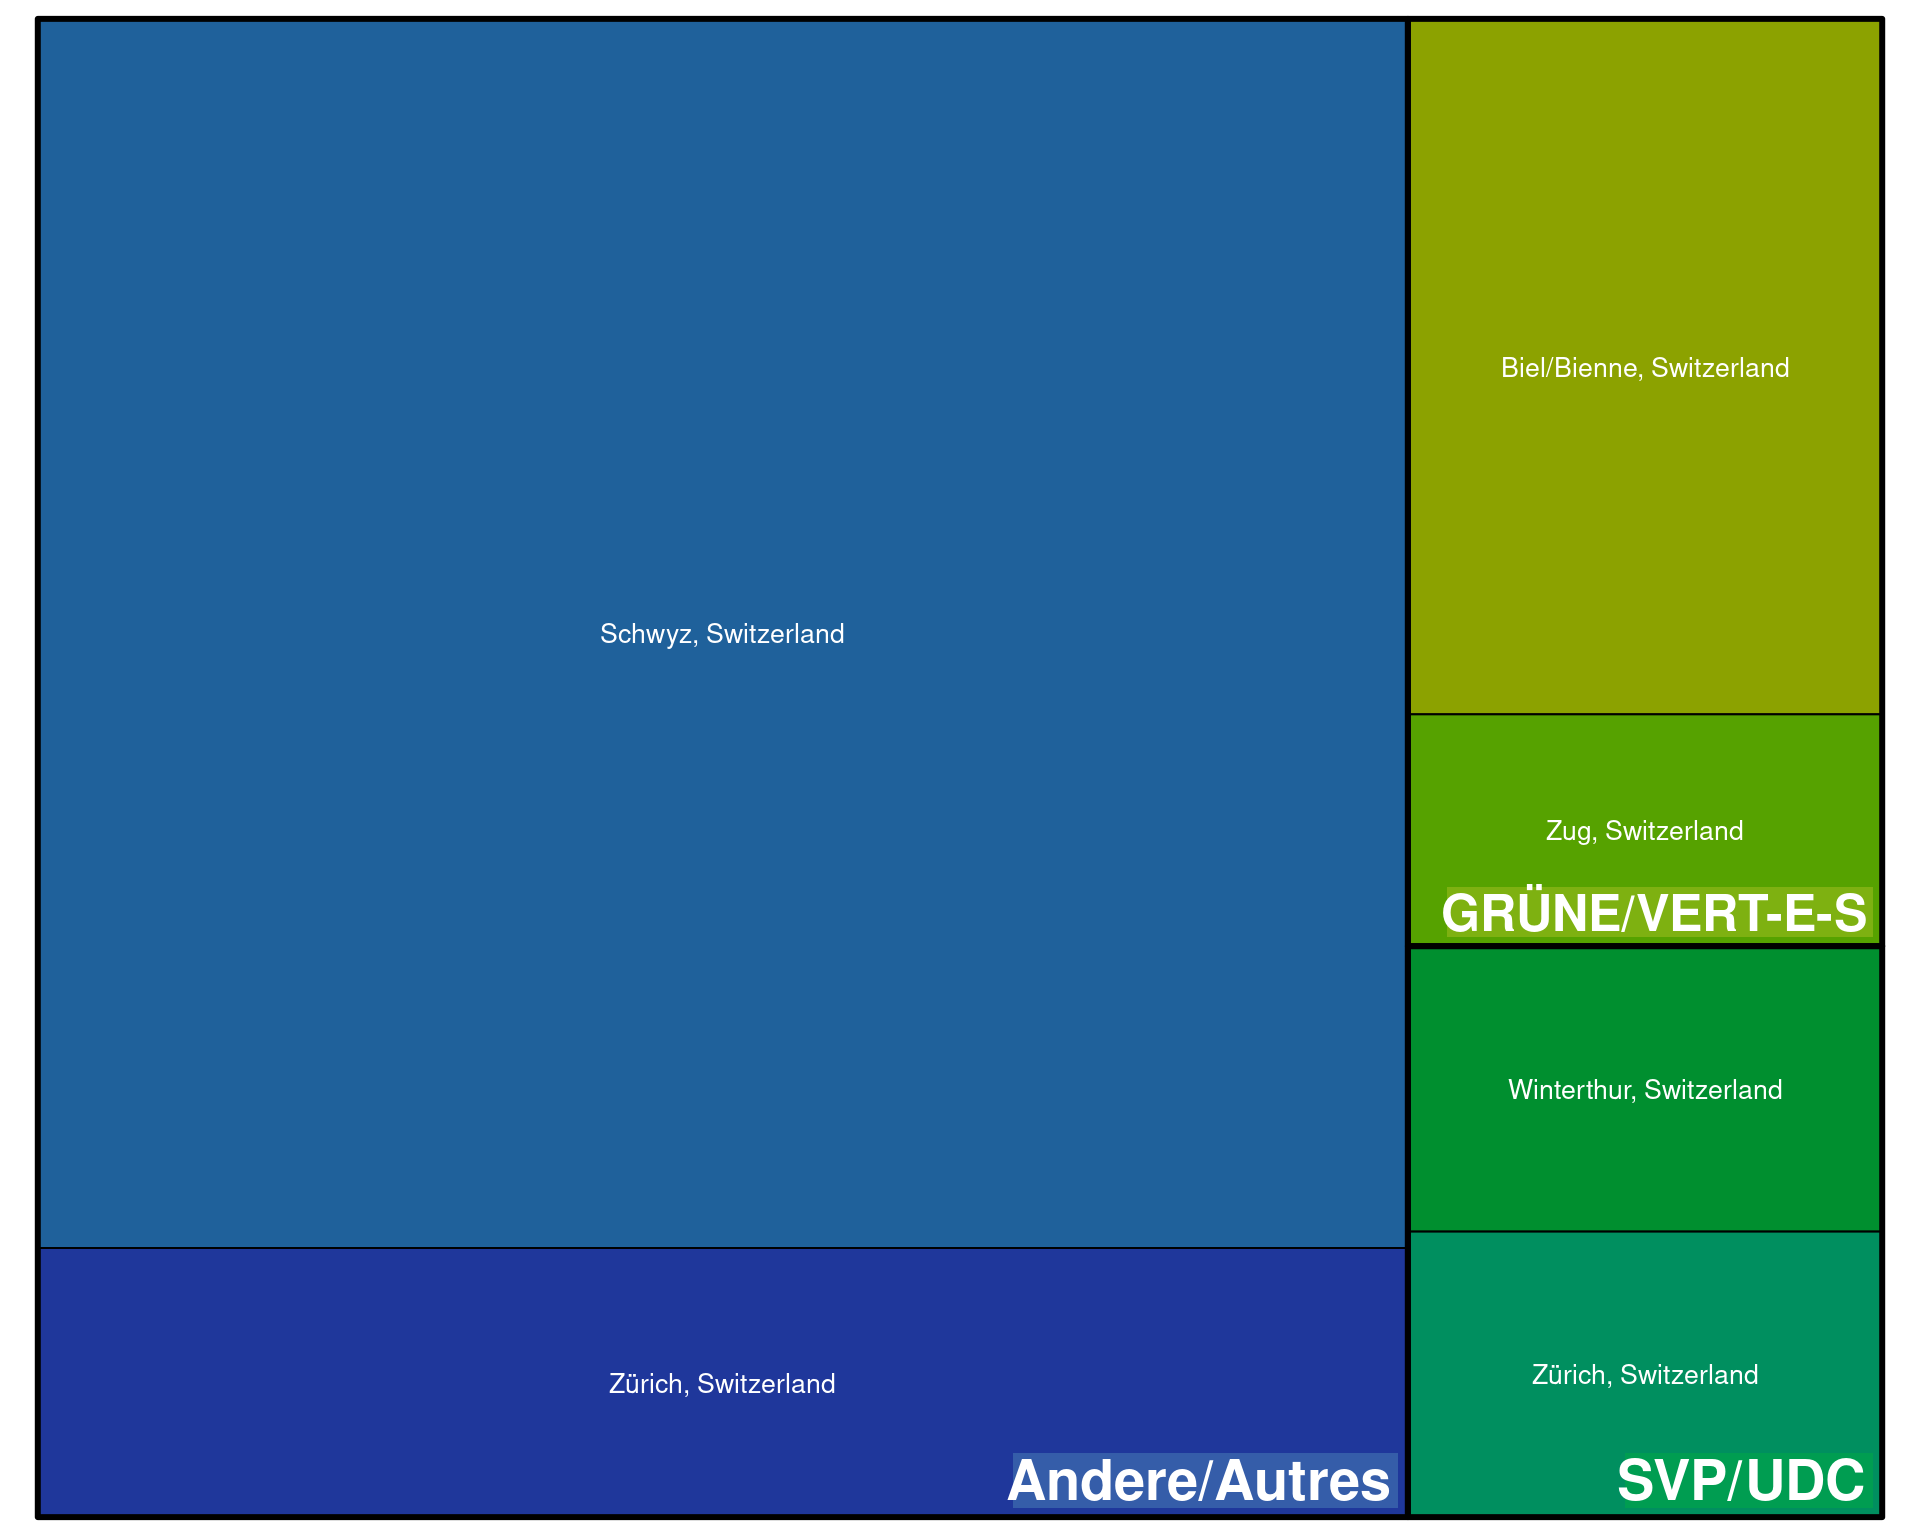 Schwyz, Switzerland
Zürich, Switzerland
Andere/Autres
Biel/Bienne, Switzerland
Zug, Switzerland
GRÜNE/VERT-E-S
Winterthur, Switzerland
Zürich, Switzerland
SVP/UDC